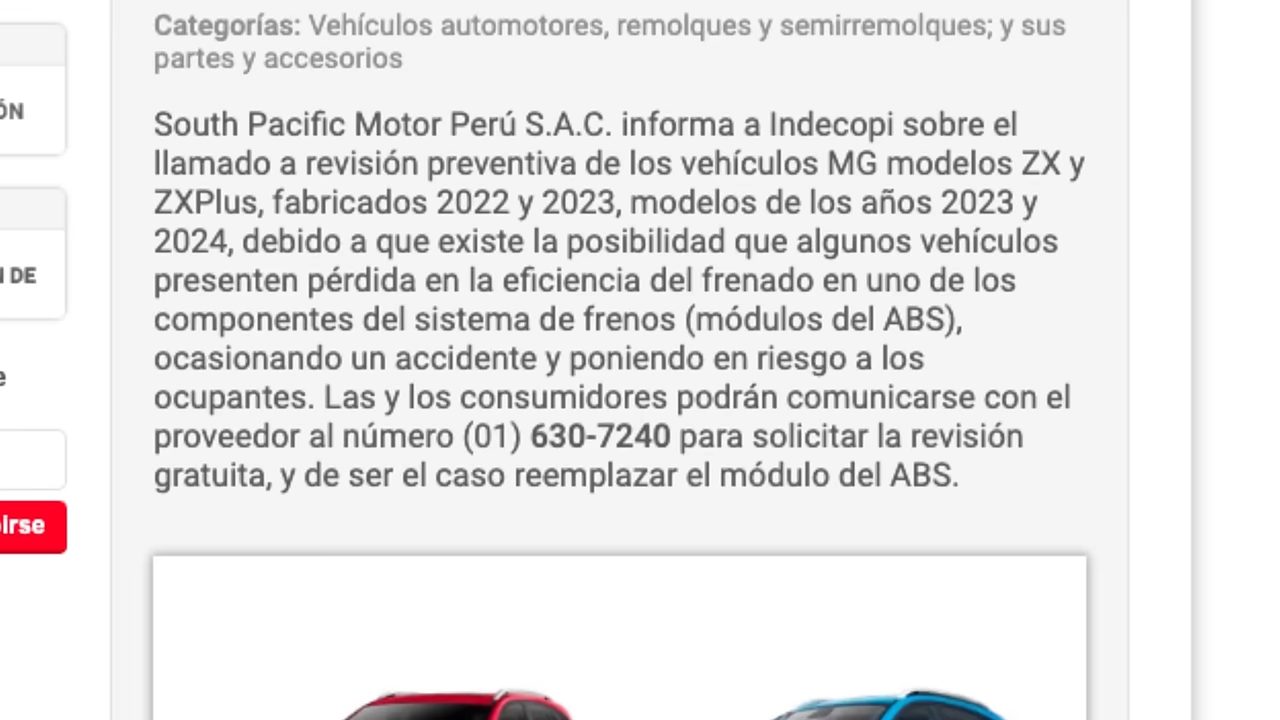 Categorías: Vehículos automotores, remolques y semirremolques; y sus
partes y accesorios
ÓN
DE
South Pacific Motor Perú S.A.C. informa a Indecopi sobre el
llamado a revisión preventiva de los vehículos MG modelos ZX y
ZXPlus, fabricados 2022 y 2023, modelos de los años 2023 y
2024, debido a que existe la posibilidad que algunos vehículos
presenten pérdida en la eficiencia del frenado en uno de los
componentes del sistema de frenos (módulos del ABS),
ocasionando un accidente y poniendo en riesgo a los
ocupantes. Las y los consumidores podrán comunicarse con el
proveedor al número (01) 630-7240 para solicitar la revisión
gratuita, y de ser el caso reemplazar el módulo del ABS.
e
irse